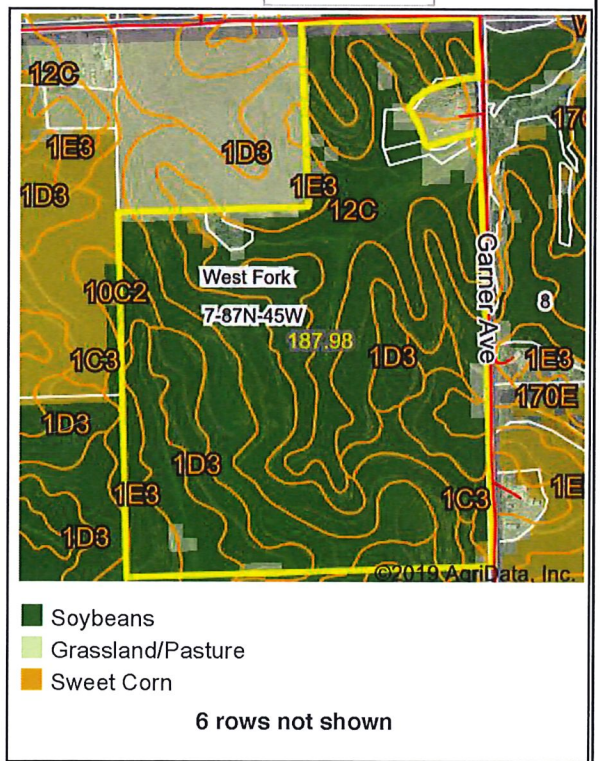 12C
1E3
1D3
1D3
17
1E3
12C
Garner Ave
West Fork
7-87N-45W
187.98
10C2
8
1C3
1D3
1E3
170E
1D3
1D3
1E3
1C3
1E
1D3
©2019 AgriData, Inc.
Soybeans
Grassland/Pasture
Sweet Corn
6 rows not shown